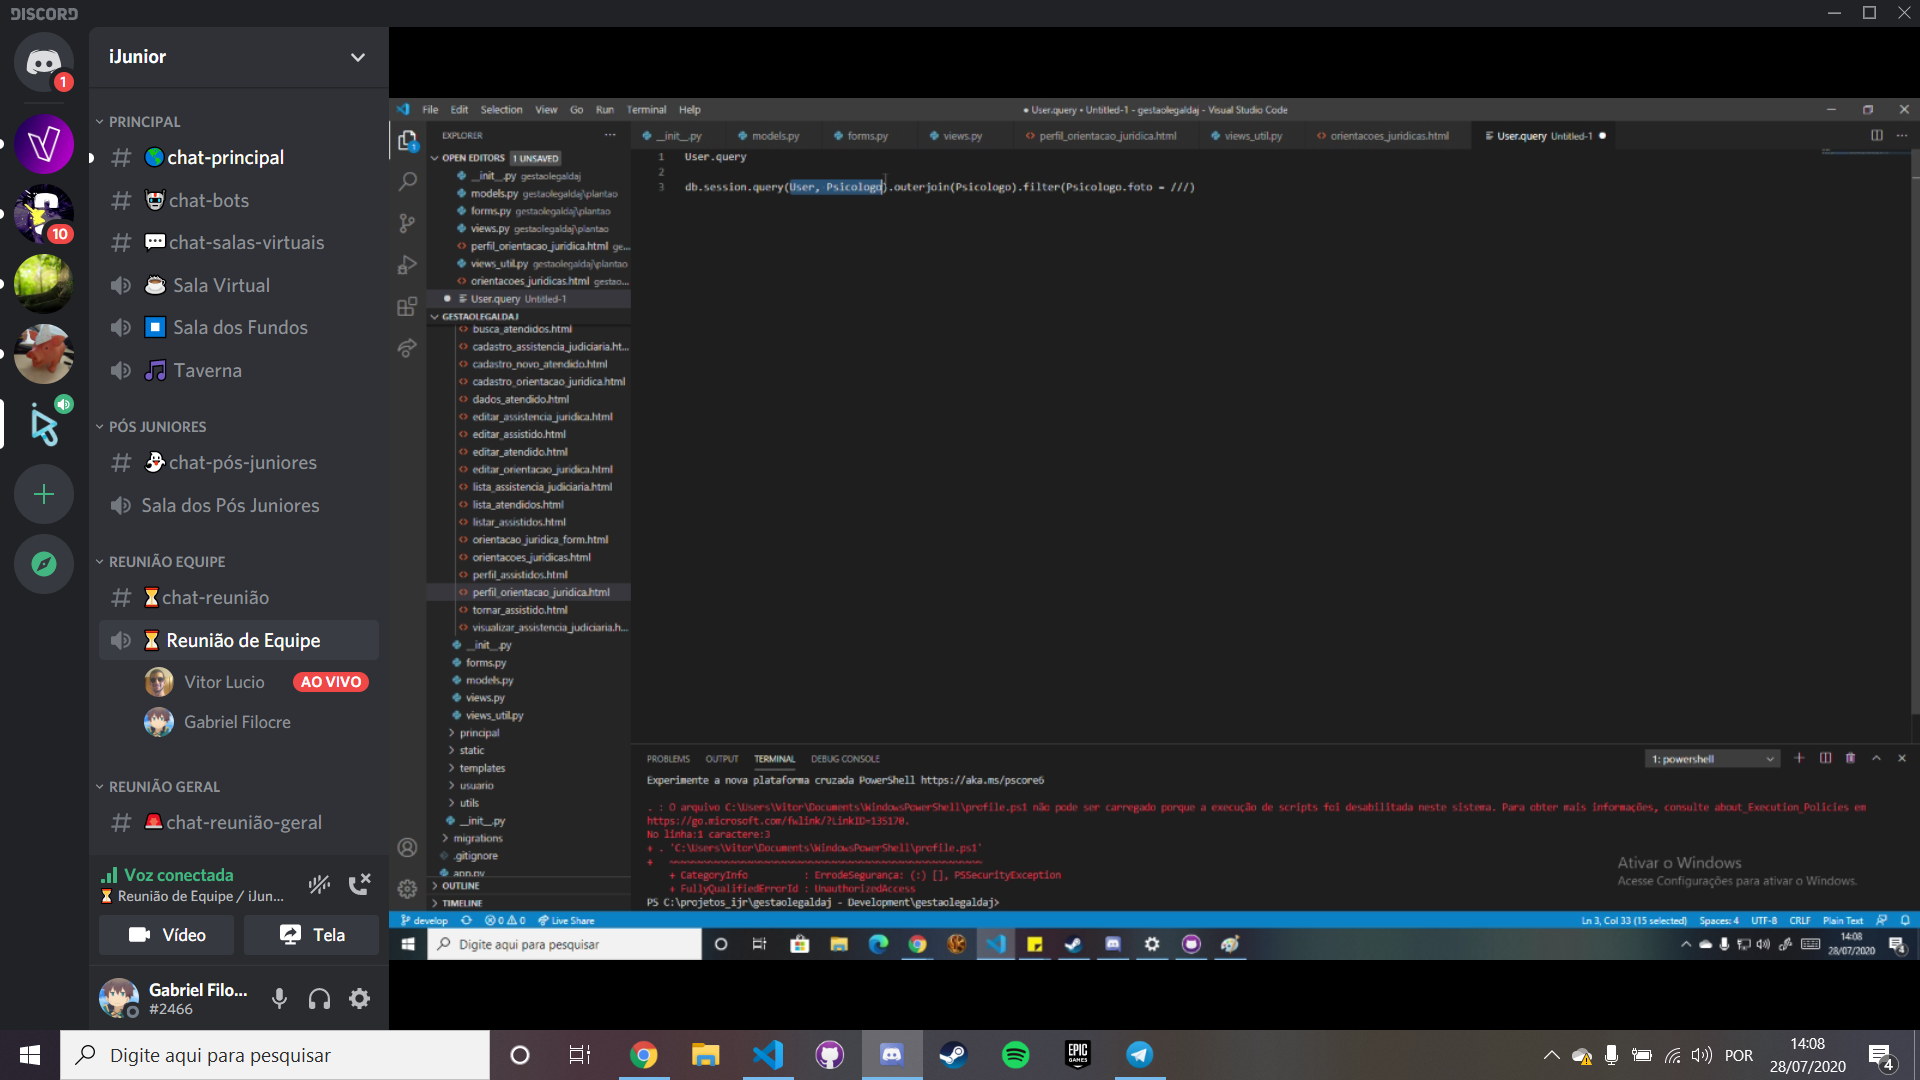 DISCORD
1
10
iJunior
PRINCIPAL
chat-principal
chat-bots
chat-salas-virtuais
Sala Virtual
Sala dos Fundos
Taverna
PÓS JUNIORES
chat-pós-juniores
Sala dos Pós Juniores
REUNIÃO EQUIPE
chat-reunião
Reunião de Equipe
Vitor Lucio AO VIVO
Gabriel Filocre
REUNIÃO GERAL
chat-reunião-geral
Voz conectada
Reunião de Equipe / iJun...
Vídeo Tela
Gabriel Filo...
#2466
File Edit Selection View Go Run Terminal Help
● User.query • Untitled-1 - gestaolegaldaj - Visual Studio Code
EXPLORER ...
__init__.py models.py forms.py views.py perfil_orientacao_juridica.html views_util.py orientacoes_juridicas.html User.query Untitled-1 ●
1
OPEN EDITORS 1 UNSAVED
__init__.py gestaolegaldaj
models.py gestaolegaldaj\plantao
forms.py gestaolegaldaj\plantao
views.py gestaolegaldaj\plantao
perfil_orientacao_juridica.html ge...
views_util.py gestaolegaldaj\plantao
orientacoes_juridicas.html gestao...
User.query Untitled-1
GESTAOLEGALDAJ
busca_atendidos.html
cadastro_assistencia_judiciaria.ht...
cadastro_novo_atendido.html
cadastro_orientacao_juridica.html
dados_atendido.html
editar_assistencia_juridica.html
editar_assistido.html
editar_atendido.html
editar_orientacao_juridica.html
lista_assistencia_judiciaria.html
lista_atendidos.html
listar_assistidos.html
orientacao_juridica_form.html
orientacoes_juridicas.html
perfil_assistidos.html
perfil_orientacao_juridica.html
tornar_assistido.html
visualizar_assistencia_judiciaria.h...
__init__.py
forms.py
models.py
views.py
views_util.py
principal
static
templates
usuario
utils
__init__.py
migrations
.gitignore
app.py
OUTLINE
TIMELINE
1 User.query
2
3 db.session.query(User, Psicologo).outerjoin(Psicologo).filter(Psicologo.foto = ///)
PROBLEMS OUTPUT TERMINAL DEBUG CONSOLE
1: powershell
Experimente a nova plataforma cruzada PowerShell https://aka.ms/pscore6
. : O arquivo C:\Users\Vitor\Documents\WindowsPowerShell\profile.ps1 não pode ser carregado porque a execução de scripts foi desabilitada neste sistema. Para obter mais informações, consulte about_Execution_Policies em
https://go.microsoft.com/fwlink/?LinkID=135170.
No linha:1 caractere:3
+ . 'C:\Users\Vitor\Documents\WindowsPowerShell\profile.ps1'
+ ~~~~~~~~~~~~~~~~~~~~~~~~~~~~~~~~~~~~~~~~~~~~~~~~~~~~~~~~
+ CategoryInfo : ErrodeSegurança: (:) [], PSSecurityException
+ FullyQualifiedErrorId : UnauthorizedAccess
PS C:\projetos_ijr\gestaolegaldaj - Development\gestaolegaldaj>
Ativar o Windows
Acesse Configurações para ativar o Windows.
develop 0 0 Live Share
Ln 3, Col 33 (15 selected) Spaces: 4 UTF-8 CRLF Plain Text
Digite aqui para pesquisar
14:08
28/07/2020
4
Digite aqui para pesquisar
EPIC GAMES
POR
14:08
28/07/2020
4